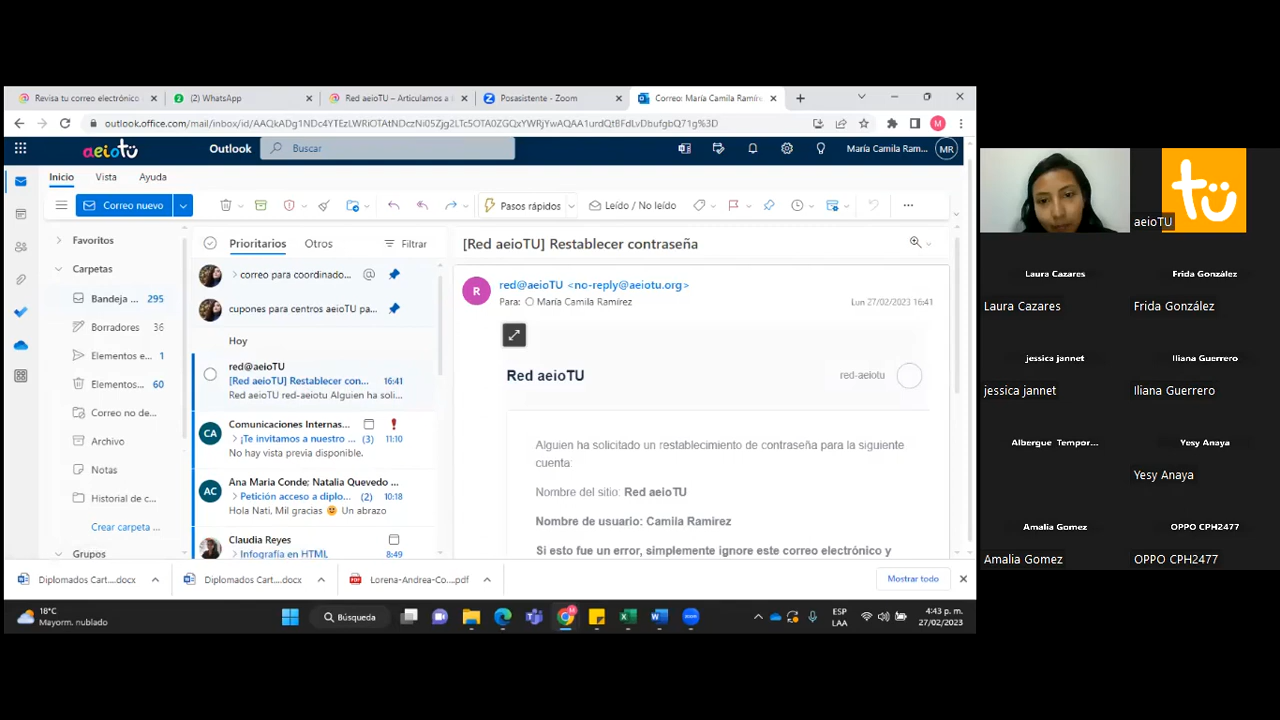 Revisa tu correo electrónico
(2) WhatsApp
Red aeioTU – Articulamos a l
Posasistente - Zoom
Correo: María Camila Ramíre
outlook.office.com/mail/inbox/id/
aeioTU
Outlook
Buscar
María Camila Ram...
MR
Inicio
Vista
Ayuda
Correo nuevo
Pasos rápidos
Leído / No leído
Favoritos
Carpetas
Bandeja ... 295
Borradores 36
Elementos e... 1
Elementos... 60
Correo no de...
Archivo
Notas
Historial de c...
Crear carpeta ...
Grupos
Prioritarios
Otros
Filtrar
correo para coordinado...
cupones para centros aeioTU pa...
Hoy
red@aeioTU
[Red aeioTU] Restablecer con... 16:41
Red aeioTU red-aeiotu Alguien ha soli...
CA
Comunicaciones Internas...
¡Te invitamos a nuestro ... (3) 11:10
No hay vista previa disponible.
AC
Ana Maria Conde; Natalia Quevedo ...
Petición acceso a diplo... (2) 10:18
Hola Nati, Mil gracias 🙂 Un abrazo
Claudia Reyes
Infografía en HTML 8:49
[Red aeioTU] Restablecer contraseña
R
red@aeioTU <no-reply@aeiotu.org>
Para: María Camila Ramírez
Lun 27/02/2023 16:41
Red aeioTU
red-aeiotu
Alguien ha solicitado un restablecimiento de contraseña para la siguiente
cuenta:
Nombre del sitio: Red aeioTU
Nombre de usuario: Camila Ramirez
Si esto fue un error, simplemente ignore este correo electrónico y
Diplomados Cart....docx
Diplomados Cart....docx
Lorena-Andrea-Co....pdf
Mostrar todo
18°C
Mayorm. nublado
Búsqueda
ESP
LAA
4:43 p. m.
27/02/2023
tu
aeioTU
Laura Cazares
Laura Cazares
Frida González
Frida González
jessica jannet
jessica jannet
Iliana Guerrero
Iliana Guerrero
Albergue Tempor...
Yesy Anaya
Yesy Anaya
Amalia Gomez
Amalia Gomez
OPPO CPH2477
OPPO CPH2477